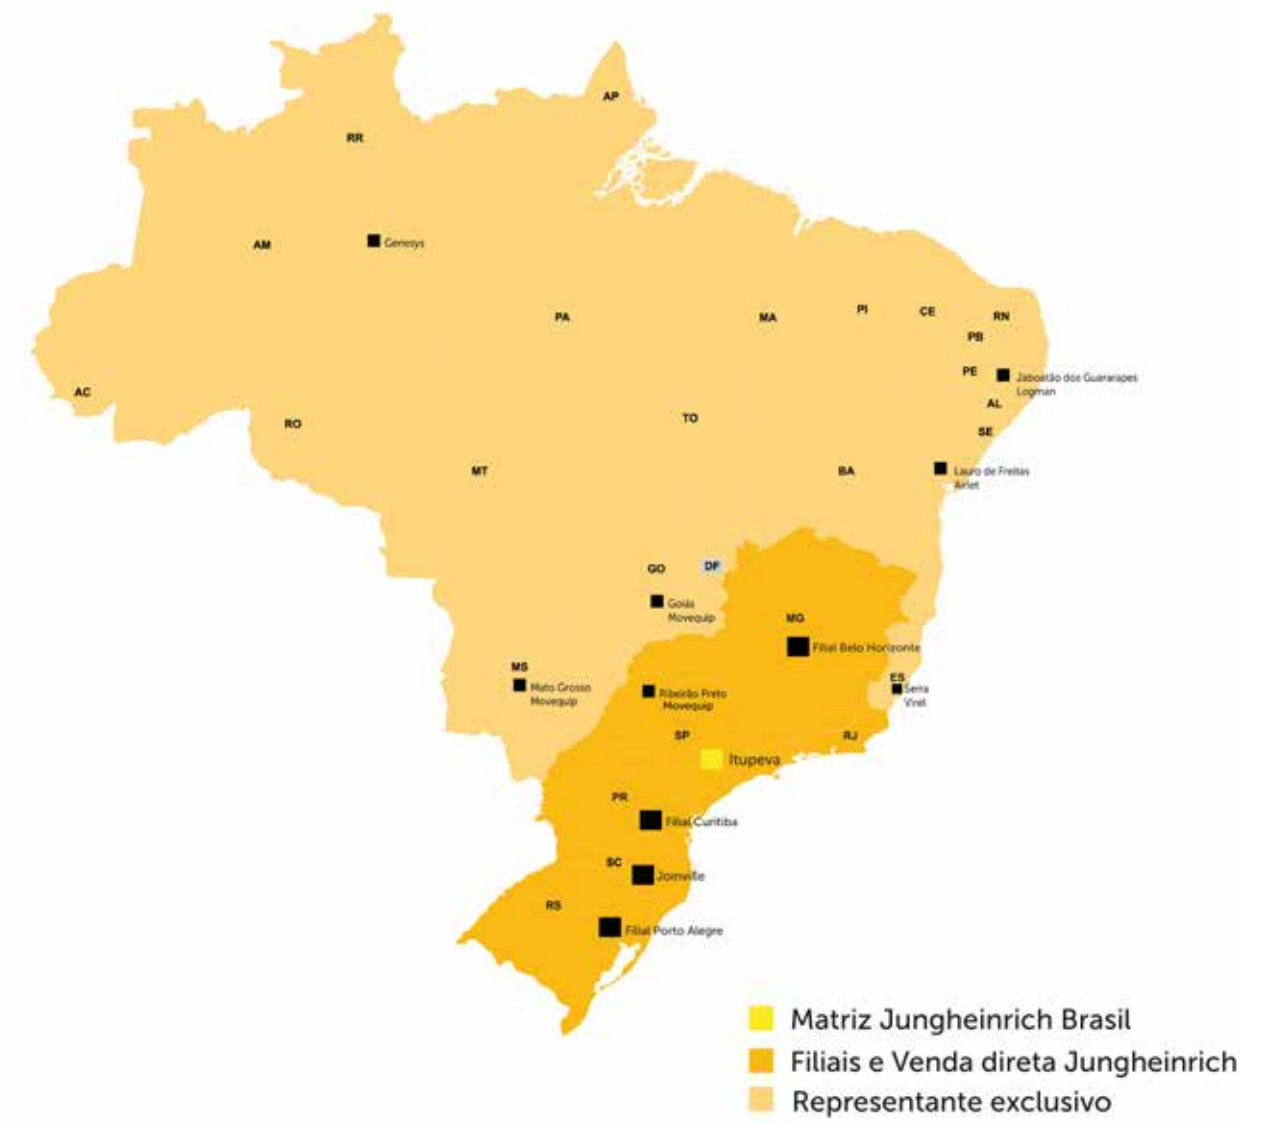 AP
RR
AM
Genesys
PA
MA
PI
CE
RN
PB
PE
Jaboatão dos Guararapes
Logman
AC
AL
RO
TO
SE
MT
BA
Lauro de Freitas
GO
DF
Goiás
Movequip
MG
Filial Belo Horizonte
MS
Mato Grosso
Movequip
ES
Serra
Virel
Ribeirão Preto
Movequip
SP
RJ
Itupeva
PR
Filial Curitiba
SC
Joinville
RS
Filial Porto Alegre
Matriz Jungheinrich Brasil
Filiais e Venda direta Jungheinrich
Representante exclusivo